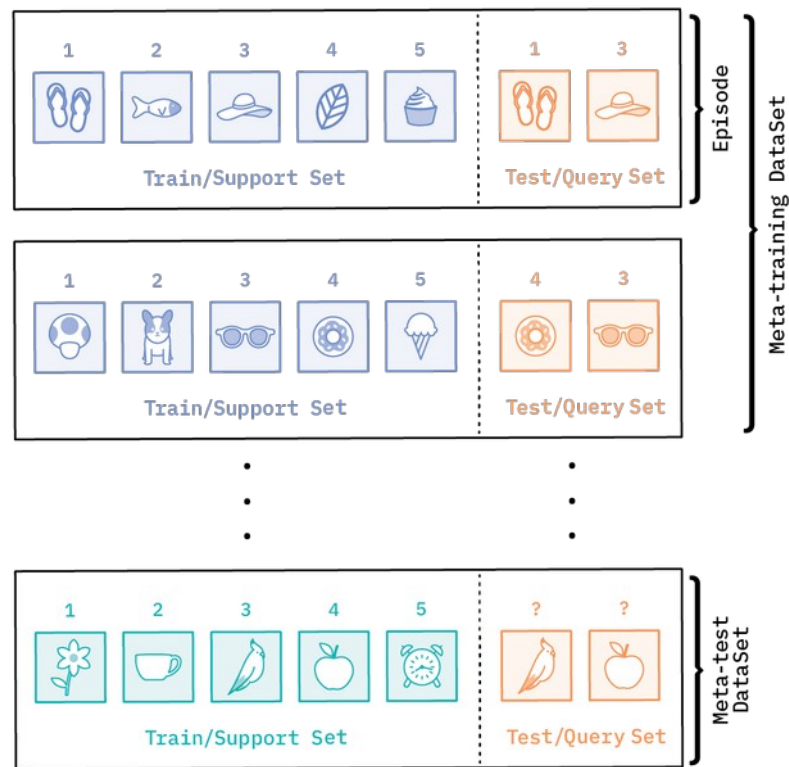 1 2 3 4 5 1 3
Train/Support Set Test/Query Set
Episode
Meta-training DataSet
1 2 3 4 5 4 3
Train/Support Set Test/Query Set
1 2 3 4 5 ? ?
Train/Support Set Test/Query Set
Meta-test
DataSet